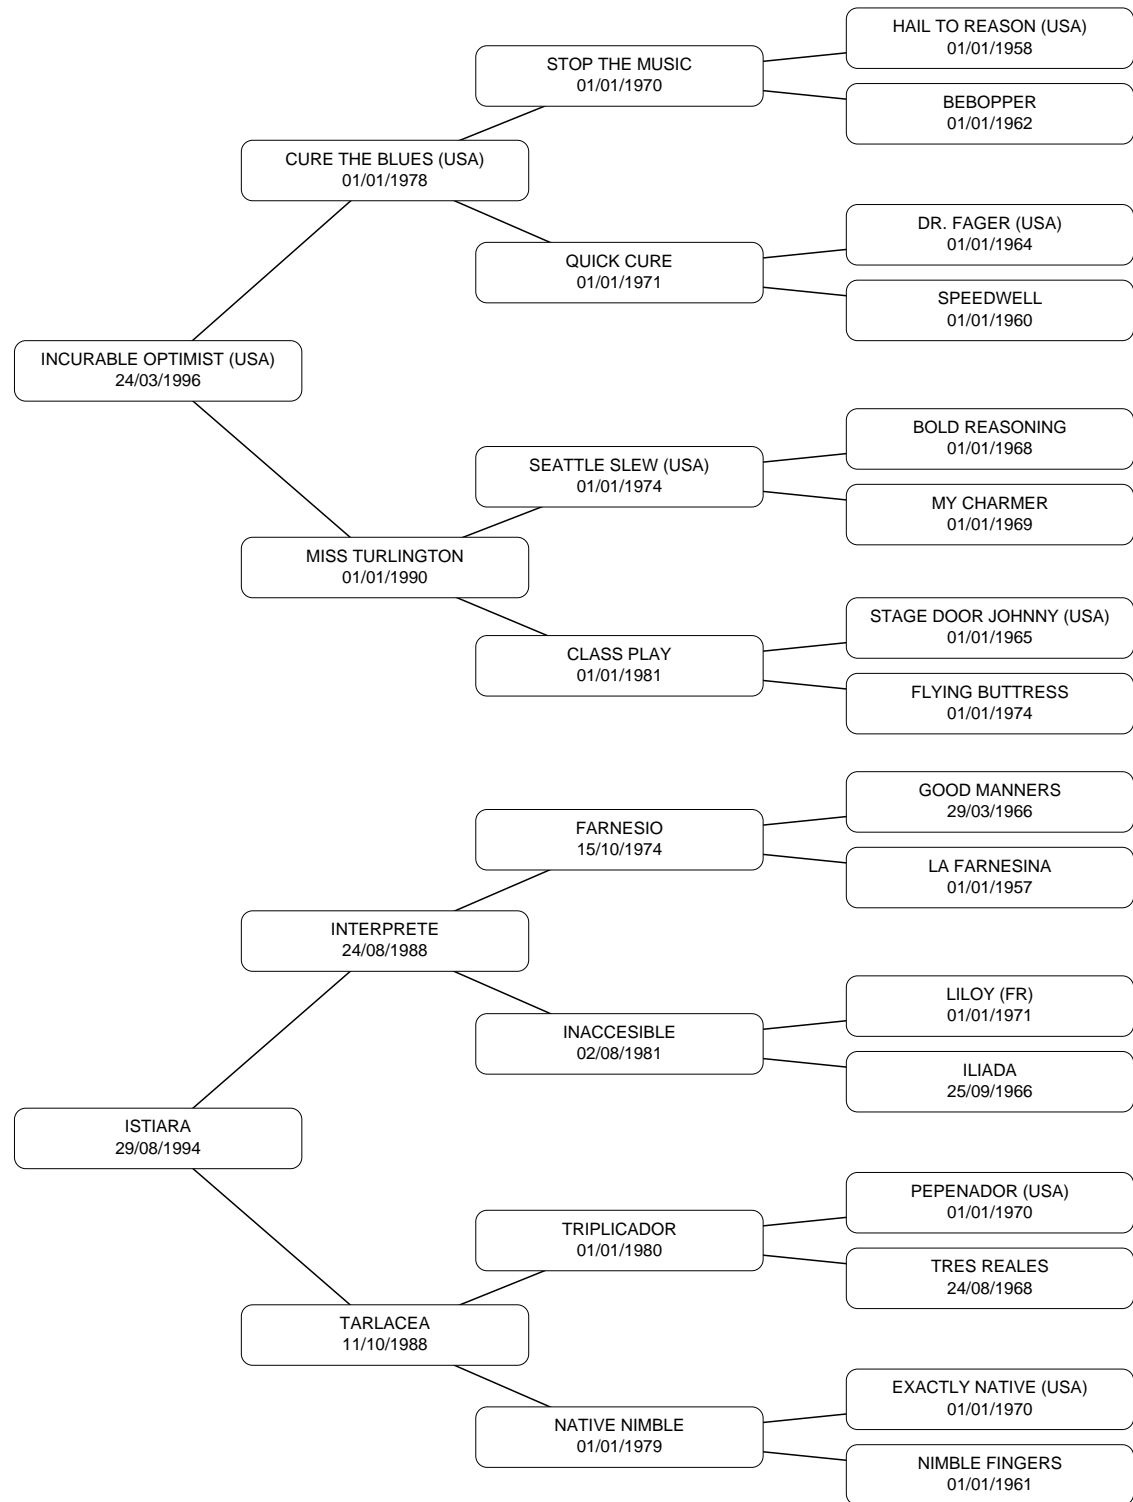 HAIL TO REASON (USA)
01/01/1958
STOP THE MUSIC
01/01/1970
BEBOPPER
01/01/1962
CURE THE BLUES (USA)
01/01/1978
DR. FAGER (USA)
01/01/1964
QUICK CURE
01/01/1971
SPEEDWELL
01/01/1960
INCURABLE OPTIMIST (USA)
24/03/1996
BOLD REASONING
01/01/1968
SEATTLE SLEW (USA)
01/01/1974
MY CHARMER
01/01/1969
MISS TURLINGTON
01/01/1990
STAGE DOOR JOHNNY (USA)
01/01/1965
CLASS PLAY
01/01/1981
FLYING BUTTRESS
01/01/1974
GOOD MANNERS
29/03/1966
FARNESIO
15/10/1974
LA FARNESINA
01/01/1957
INTERPRETE
24/08/1988
LILOY (FR)
01/01/1971
INACCESIBLE
02/08/1981
ILIADA
25/09/1966
ISTIARA
29/08/1994
PEPENADOR (USA)
01/01/1970
TRIPLICADOR
01/01/1980
TRES REALES
24/08/1968
TARLACEA
11/10/1988
EXACTLY NATIVE (USA)
01/01/1970
NATIVE NIMBLE
01/01/1979
NIMBLE FINGERS
01/01/1961